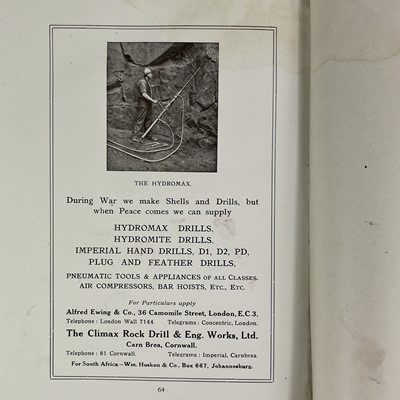 THE HYDROMAX.
During War we make Shells and Drills, but
when Peace comes we can supply
HYDROMAX DRILLS,
HYDROMITE DRILLS,
IMPERIAL HAND DRILLS, D1, D2, PD,
PLUG AND FEATHER DRILLS,
PNEUMATIC TOOLS & APPLIANCES OF ALL CLASSES.
AIR COMPRESSORS, BAR HOISTS, ETC., ETC.
For Particulars apply
Alfred Ewing & Co., 36 Camomile Street, London, E.C.3.
Telephone: London Wall 7144. Telegrams: Concentric, London.
The Climax Rock Drill & Eng. Works, Ltd.
Carn Brea, Cornwall.
Telephone: 81 Cornwall. Telegrams: Imperial, Carnbrea.
For South Africa—Wm. Hosken & Co., Box 667, Johannesburg.
64